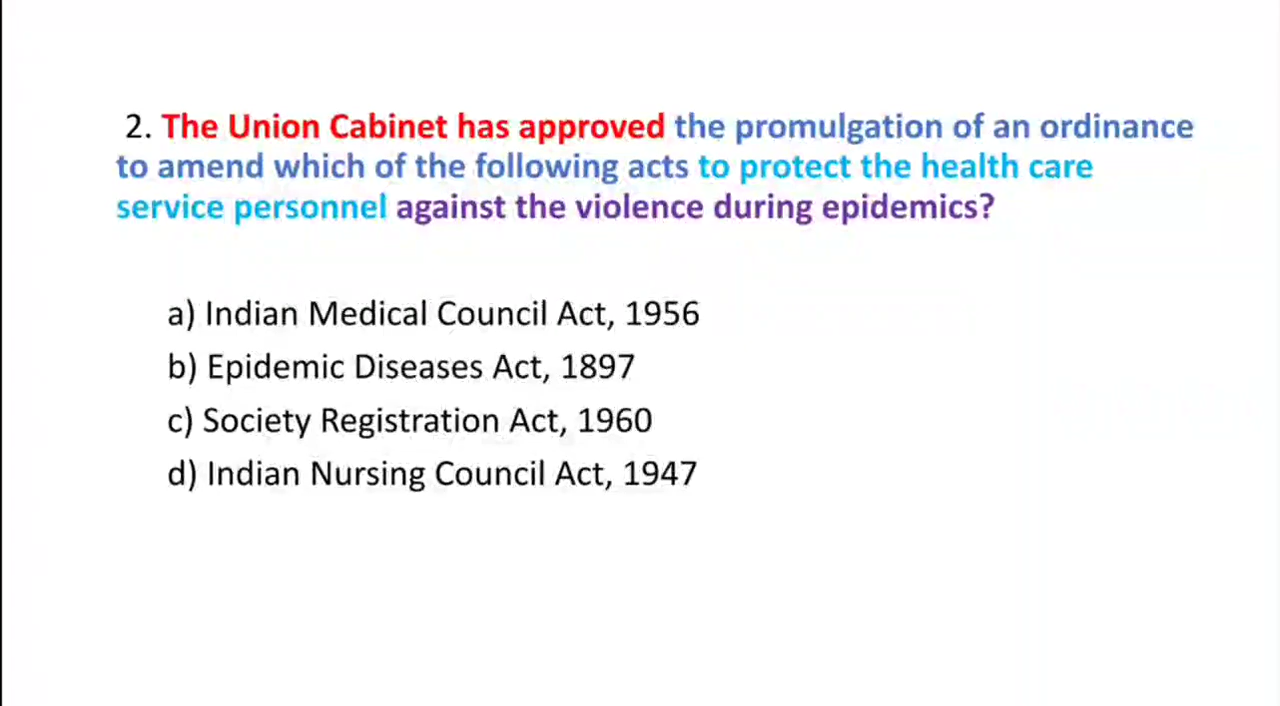 2. The Union Cabinet has approved the promulgation of an ordinance
to amend which of the following acts to protect the health care
service personnel against the violence during epidemics?
a) Indian Medical Council Act, 1956
b) Epidemic Diseases Act, 1897
c) Society Registration Act, 1960
d) Indian Nursing Council Act, 1947